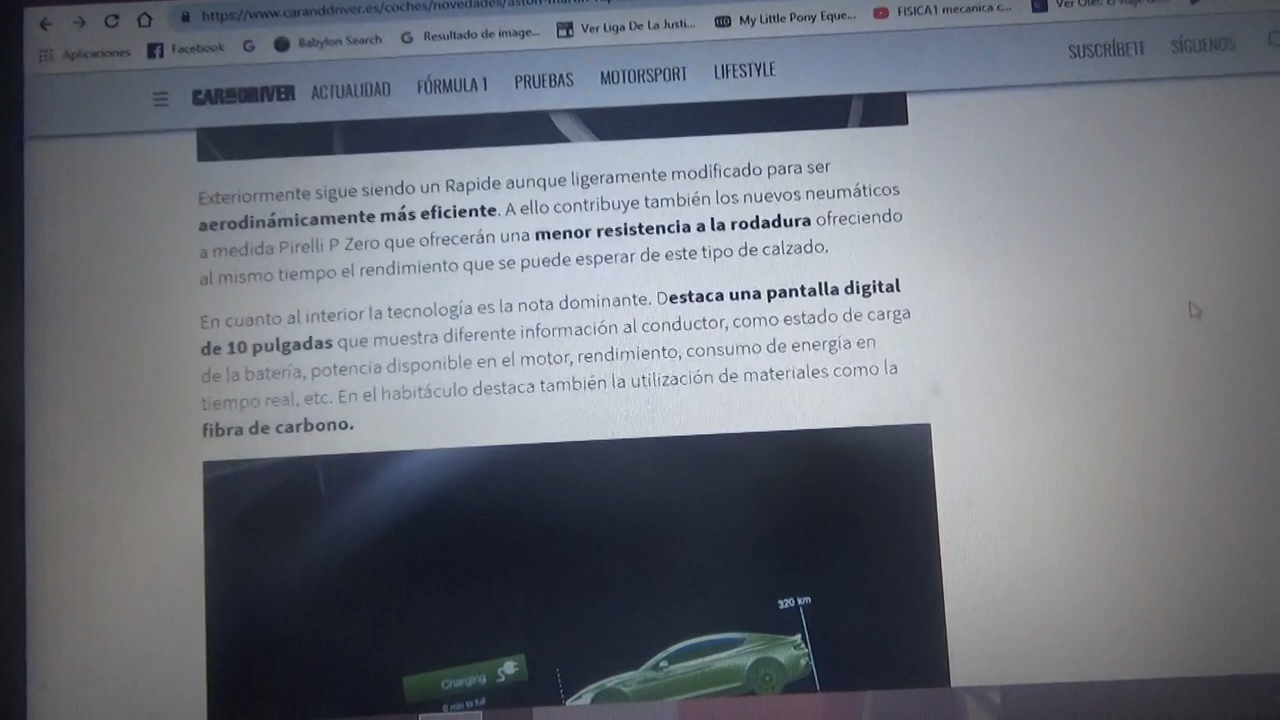 https://www.caranddriver.es/coches/novedades/aston-martin-rapid
Aplicaciones
Facebook
Babylon Search
Resultado de image...
Ver Liga De La Justi...
My Little Pony Eque...
FISICA1 mecanica c...
CAR AND DRIVER
ACTUALIDAD
FÓRMULA 1
PRUEBAS
MOTORSPORT
LIFESTYLE
SUSCRÍBETE
SÍGUENOS
Exteriormente sigue siendo un Rapide aunque ligeramente modificado para ser
aerodinámicamente más eficiente. A ello contribuye también los nuevos neumáticos
a medida Pirelli P Zero que ofrecerán una menor resistencia a la rodadura ofreciendo
al mismo tiempo el rendimiento que se puede esperar de este tipo de calzado.
En cuanto al interior la tecnología es la nota dominante. Destaca una pantalla digital
de 10 pulgadas que muestra diferente información al conductor, como estado de carga
de la batería, potencia disponible en el motor, rendimiento, consumo de energía en
tiempo real, etc. En el habitáculo destaca también la utilización de materiales como la
fibra de carbono.
320 km
Charging
0 min to full